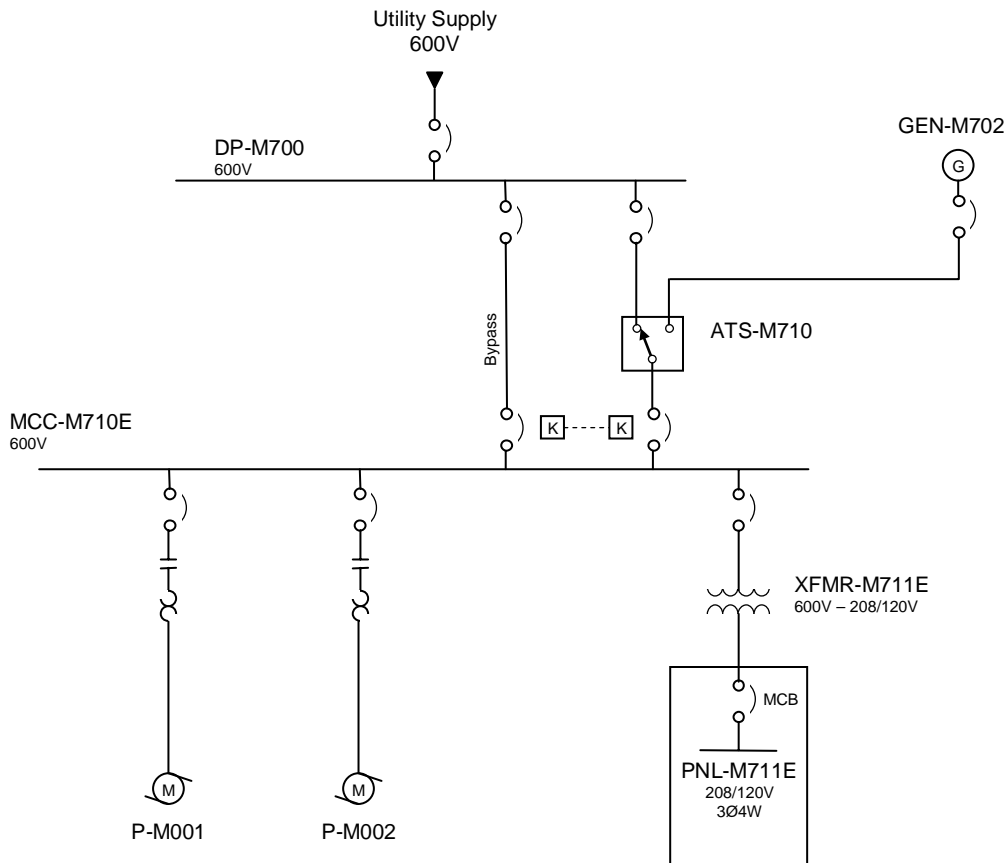 Utility Supply
600V
GEN-M702
G
DP-M700
600V
Bypass
ATS-M710
K
K
MCC-M710E
600V
XFMR-M711E
600V – 208/120V
MCB
PNL-M711E
208/120V
3Ø4W
M
P-M001
M
P-M002